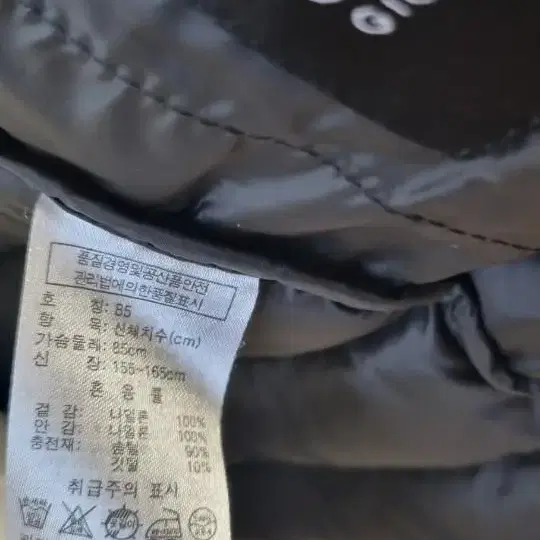 품질경영및공산품안전
관리법에의한품질표시
호 칭: 85
항 목: 신체치수(cm)
가슴둘레: 85cm
신 장: 155~165cm
혼 용 률
겉 감: 나일론 100%
안 감: 나일론 100%
충전재: 솜털 90%
깃털 10%
취급주의 표시